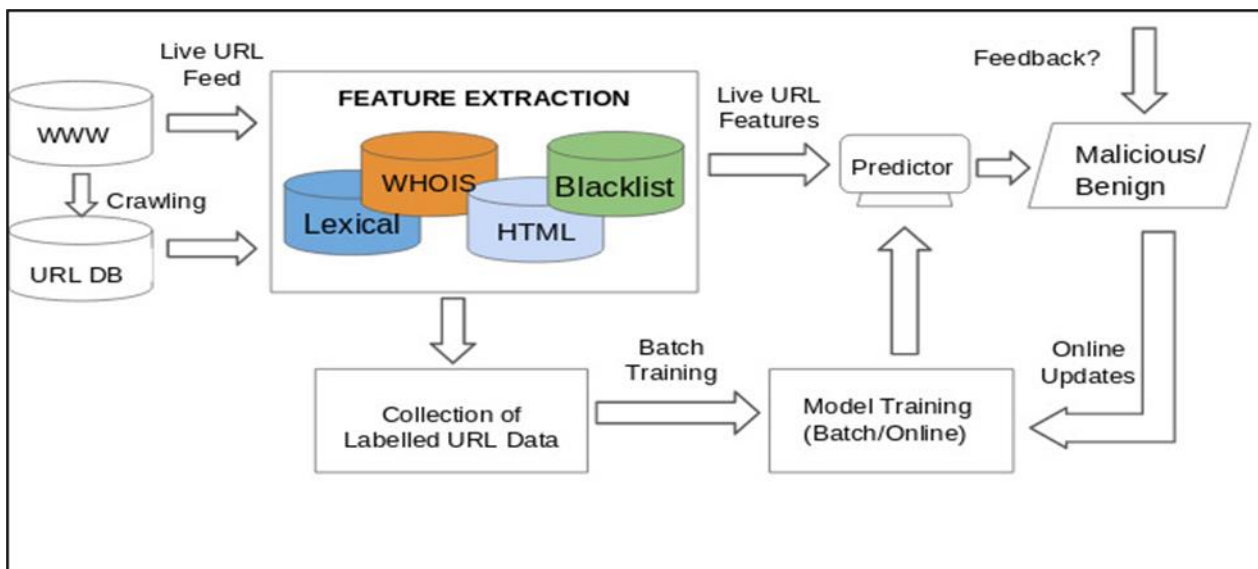 Live URL
Feed
WWW
Crawling
URL DB
FEATURE EXTRACTION
Lexical
WHOIS
HTML
Blacklist
Live URL
Features
Predictor
Feedback?
Malicious/
Benign
Collection of
Labelled URL Data
Batch
Training
Model Training
(Batch/Online)
Online
Updates